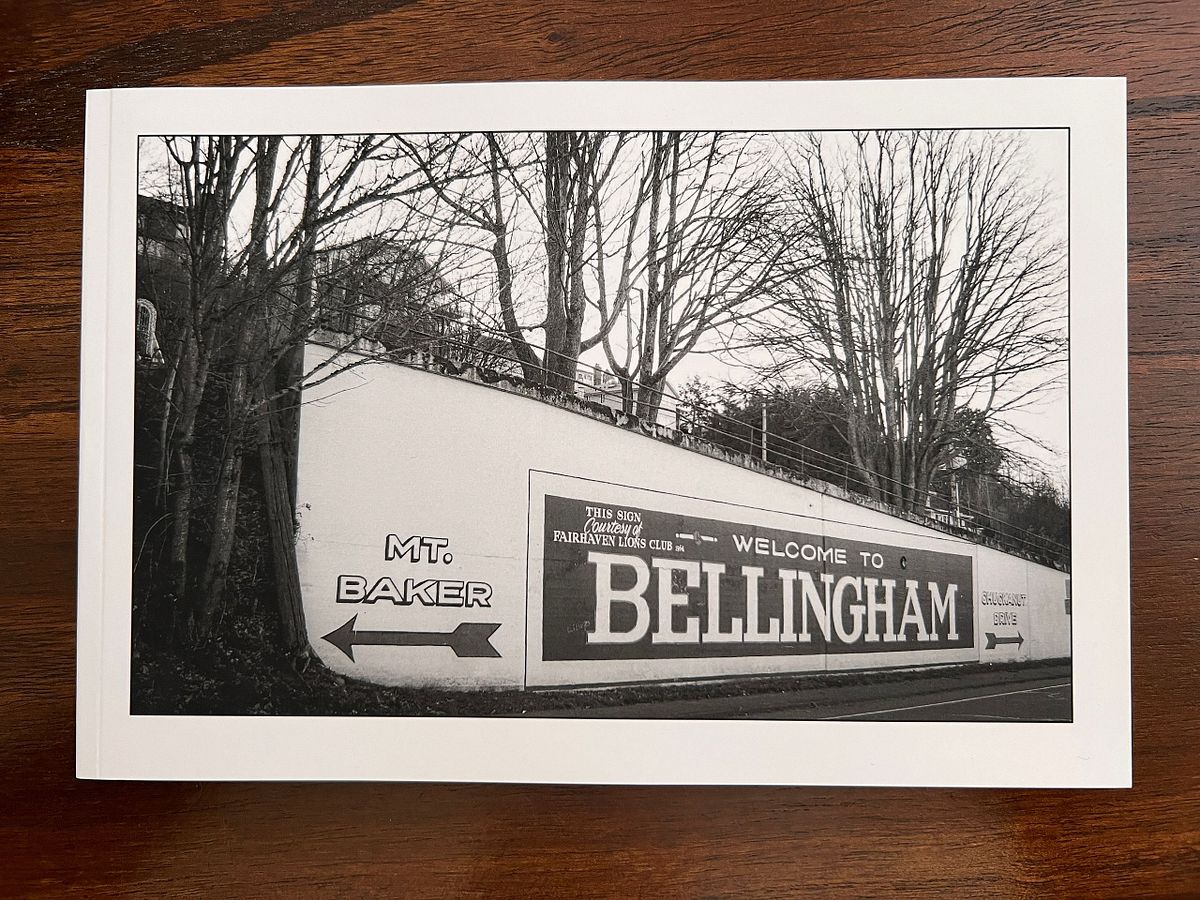 MT.
BAKER
THIS SIGN
Courtesy of
FAIRHAVEN LIONS CLUB
WELCOME TO
BELLINGHAM
CHUCKANUT
DRIVE